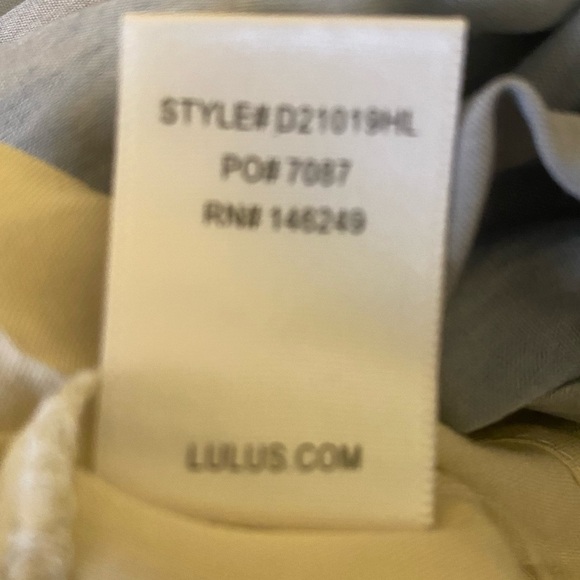 STYLE# D21019HL
PO# 7087
RN# 146249
LULUS.COM